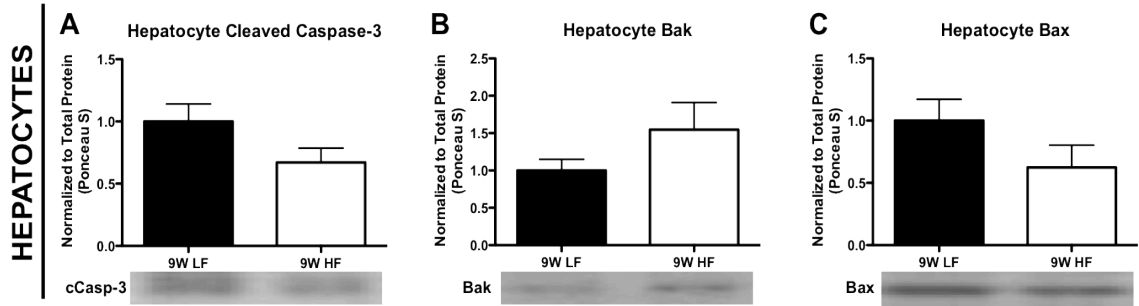 HEPATOCYTES
A
Hepatocyte Cleaved Caspase-3
Normalized to Total Protein
(Ponceau S)
1.5
1.0
0.5
0.0
9W LF 9W HF
cCasp-3
B
Hepatocyte Bak
Normalized to Total Protein
(Ponceau S)
2.5
2.0
1.5
1.0
0.5
0.0
9W LF 9W HF
Bak
C
Hepatocyte Bax
Normalized to Total Protein
(Ponceau S)
1.5
1.0
0.5
0.0
9W LF 9W HF
Bax